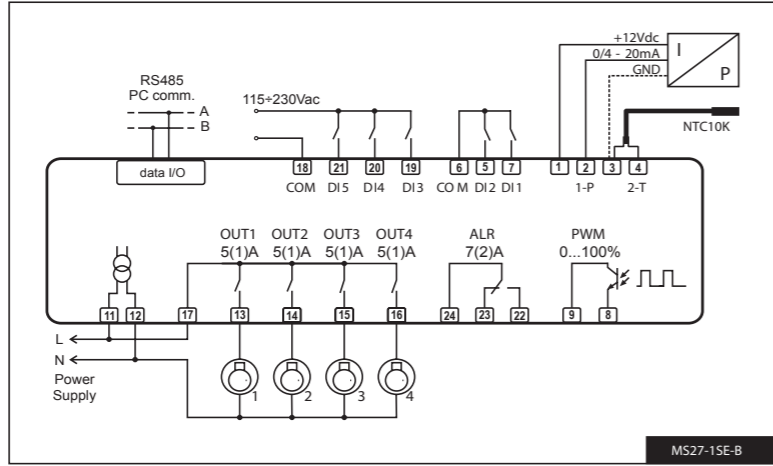 +12Vdc
0/4 - 20mA
GND
I
P
NTC10K
RS485
PC comm.
A
B
115÷230Vac
data I/O
18 21 20 19 6 5 7 1 2 3 4
COM DI5 DI4 DI3 COM DI2 DI1 1-P 2-T
OUT1 OUT2 OUT3 OUT4 ALR PWM
5(1)A 5(1)A 5(1)A 5(1)A 7(2)A 0...100%
11 12 17 13 14 15 16 24 23 22 9 8
L
N
Power
Supply
1 2 3 4
MS27-1SE-B